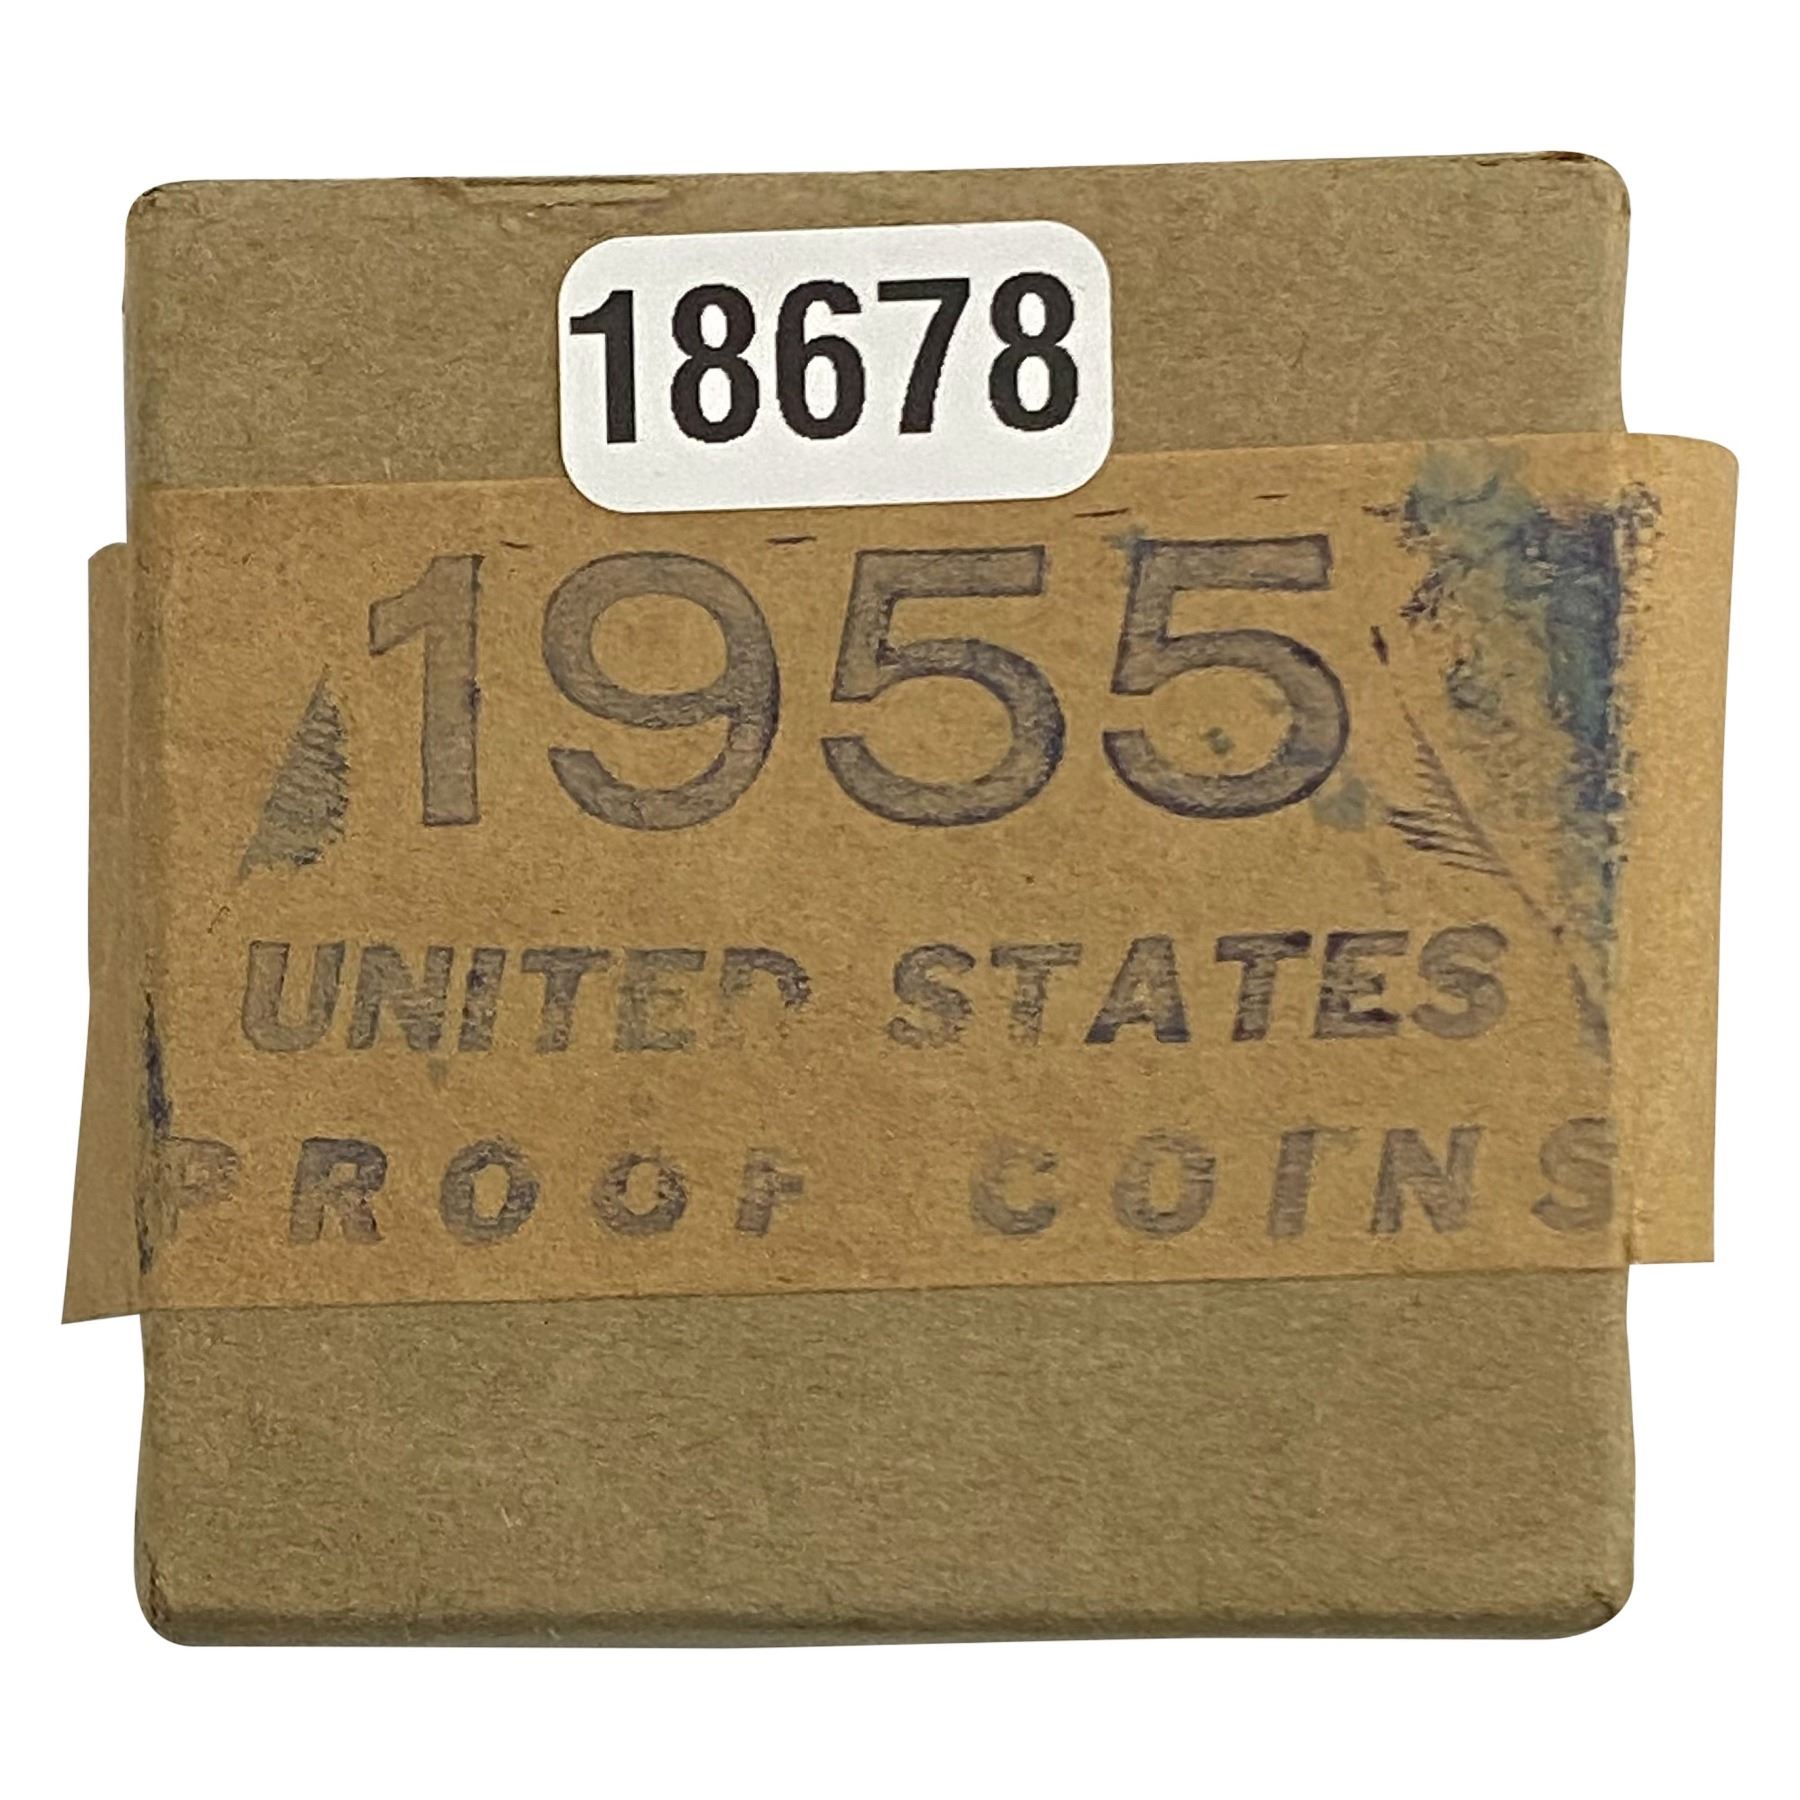 18678
1955
UNITED STATES
PROOF COINS